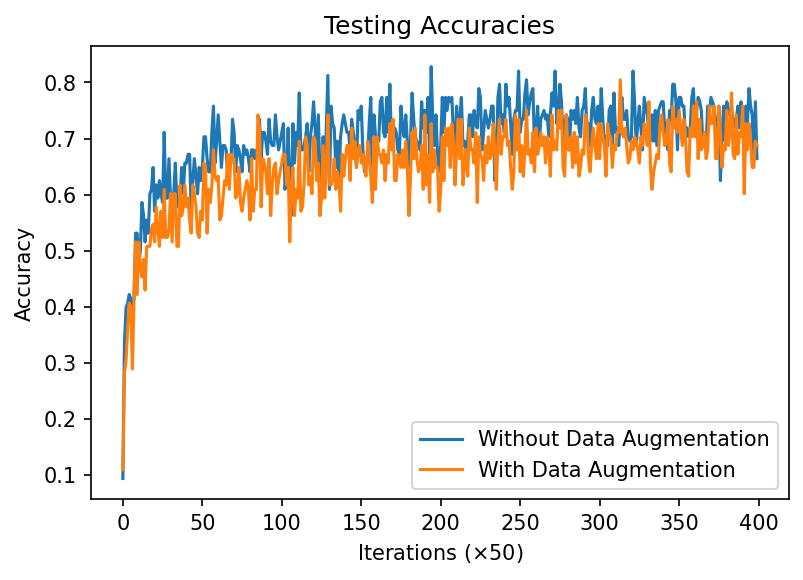 Testing Accuracies
Accuracy
0.8
0.7
0.6
0.5
0.4
0.3
0.2
0.1
Without Data Augmentation
With Data Augmentation
0 50 100 150 200 250 300 350 400
Iterations (×50)